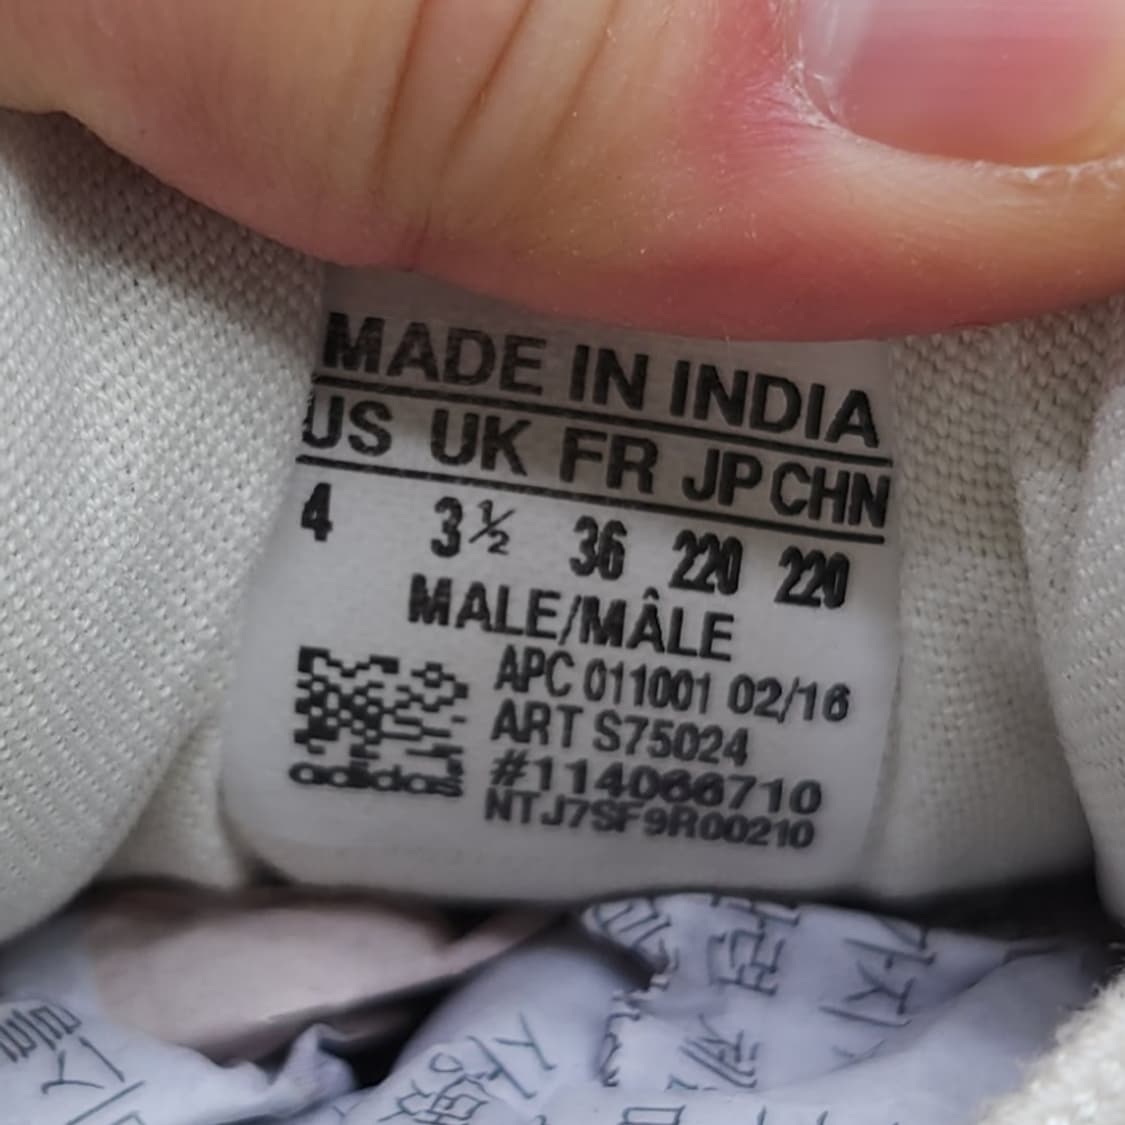 MADE IN INDIA
US UK FR JP CHN
4 3½ 36 220 220
MALE/MÂLE
APC 011001 02/16
ART S75024
#114066710
NTJ7SF9R00210
adidas